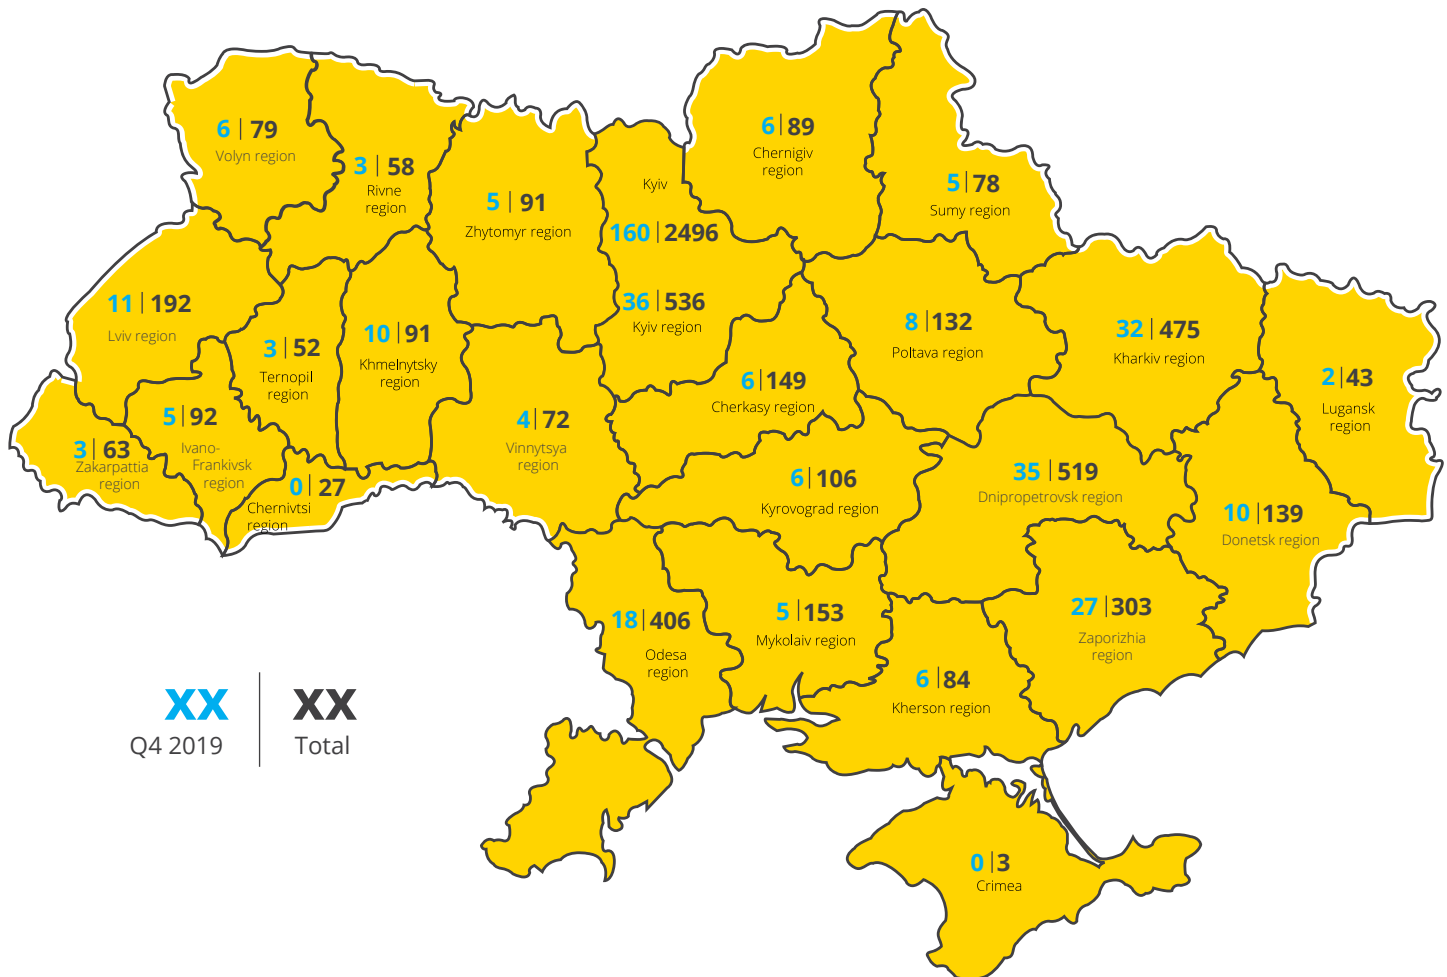 6 | 89
Chernigiv
region
6 | 79
Volyn region
3 | 58
Rivne
region
Kyiv
5 | 78
Sumy region
5 | 91
Zhytomyr region
160 | 2496
11 | 192
Lviv region
36 | 536
Kyiv region
8 | 132
Poltava region
32 | 475
Kharkiv region
10 | 91
Khmelnytsky
region
3 | 52
Ternopil
region
6 | 149
Cherkasy region
2 | 43
Lugansk
region
5 | 92
Ivano-
Frankivsk
region
4 | 72
Vinnytsya
region
3 | 63
Zakarpattia
region
0 | 27
Chernivtsi
region
6 | 106
Kyrovograd region
35 | 519
Dnipropetrovsk region
10 | 139
Donetsk region
18 | 406
Odesa
region
5 | 153
Mykolaiv region
27 | 303
Zaporizhia
region
6 | 84
Kherson region
XX | XX
Q4 2019 Total
0 | 3
Crimea